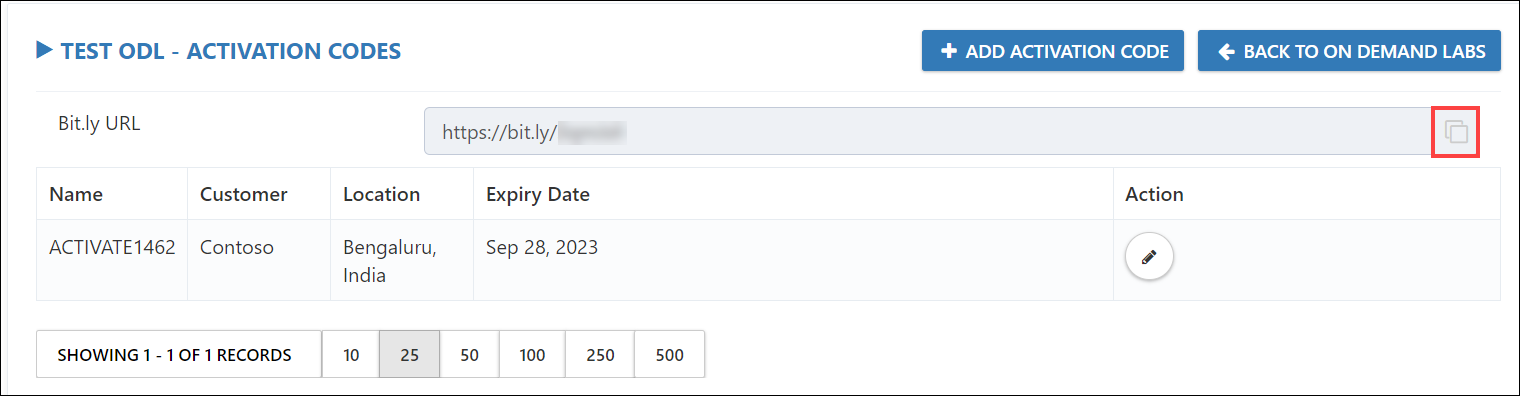 TEST ODL - ACTIVATION CODES
+ ADD ACTIVATION CODE
BACK TO ON DEMAND LABS
Bit.ly URL
https://bit.ly/
Name Customer Location Expiry Date Action
ACTIVATE1462 Contoso Bengaluru, Sep 28, 2023
India
SHOWING 1 - 1 OF 1 RECORDS 10 25 50 100 250 500